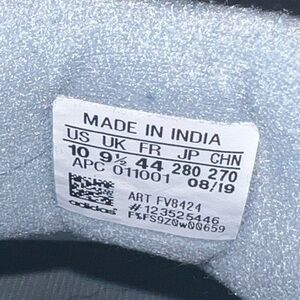 MADE IN INDIA
US UK FR JP CHN
10 9½ 44 280 270
APC 011001 08/19
ART FV8424
adidas #123525446
F%FS9Z0w00659